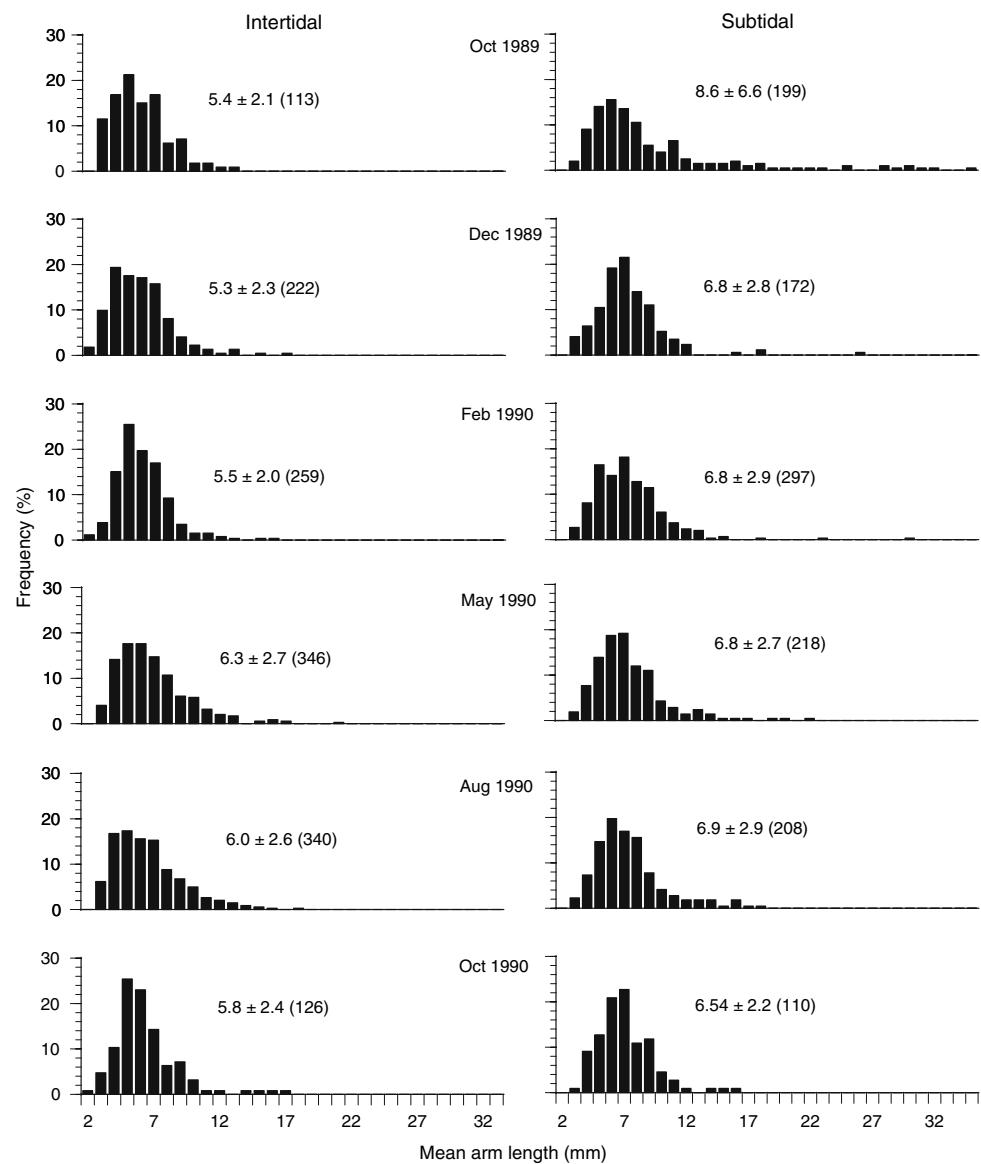 Intertidal
Subtidal
Oct 1989
30
20
10
0
5.4 ± 2.1 (113)
8.6 ± 6.6 (199)
Dec 1989
30
20
10
0
5.3 ± 2.3 (222)
6.8 ± 2.8 (172)
Feb 1990
30
20
10
0
5.5 ± 2.0 (259)
6.8 ± 2.9 (297)
Frequency (%)
May 1990
30
20
10
0
6.3 ± 2.7 (346)
6.8 ± 2.7 (218)
Aug 1990
30
20
10
0
6.0 ± 2.6 (340)
6.9 ± 2.9 (208)
Oct 1990
30
20
10
0
5.8 ± 2.4 (126)
6.54 ± 2.2 (110)
2 7 12 17 22 27 32
2 7 12 17 22 27 32
Mean arm length (mm)